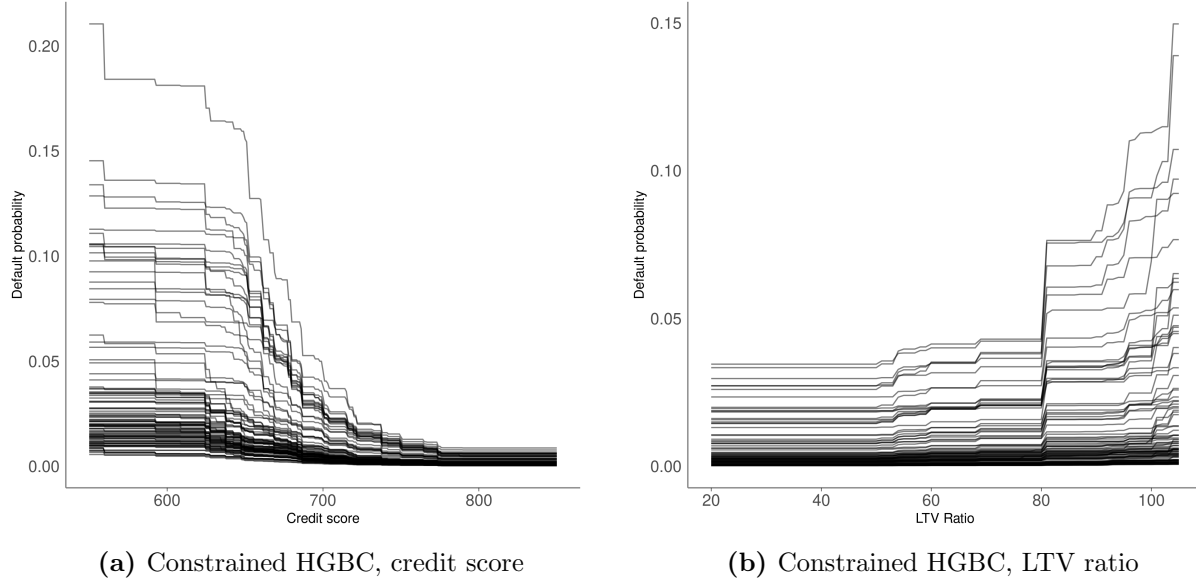 Default probability
0.20
0.15
0.10
0.05
0.00
600
700
800
Credit score
Default probability
0.15
0.10
0.05
0.00
20
40
60
80
100
LTV Ratio
(a) Constrained HGBC, credit score
(b) Constrained HGBC, LTV ratio